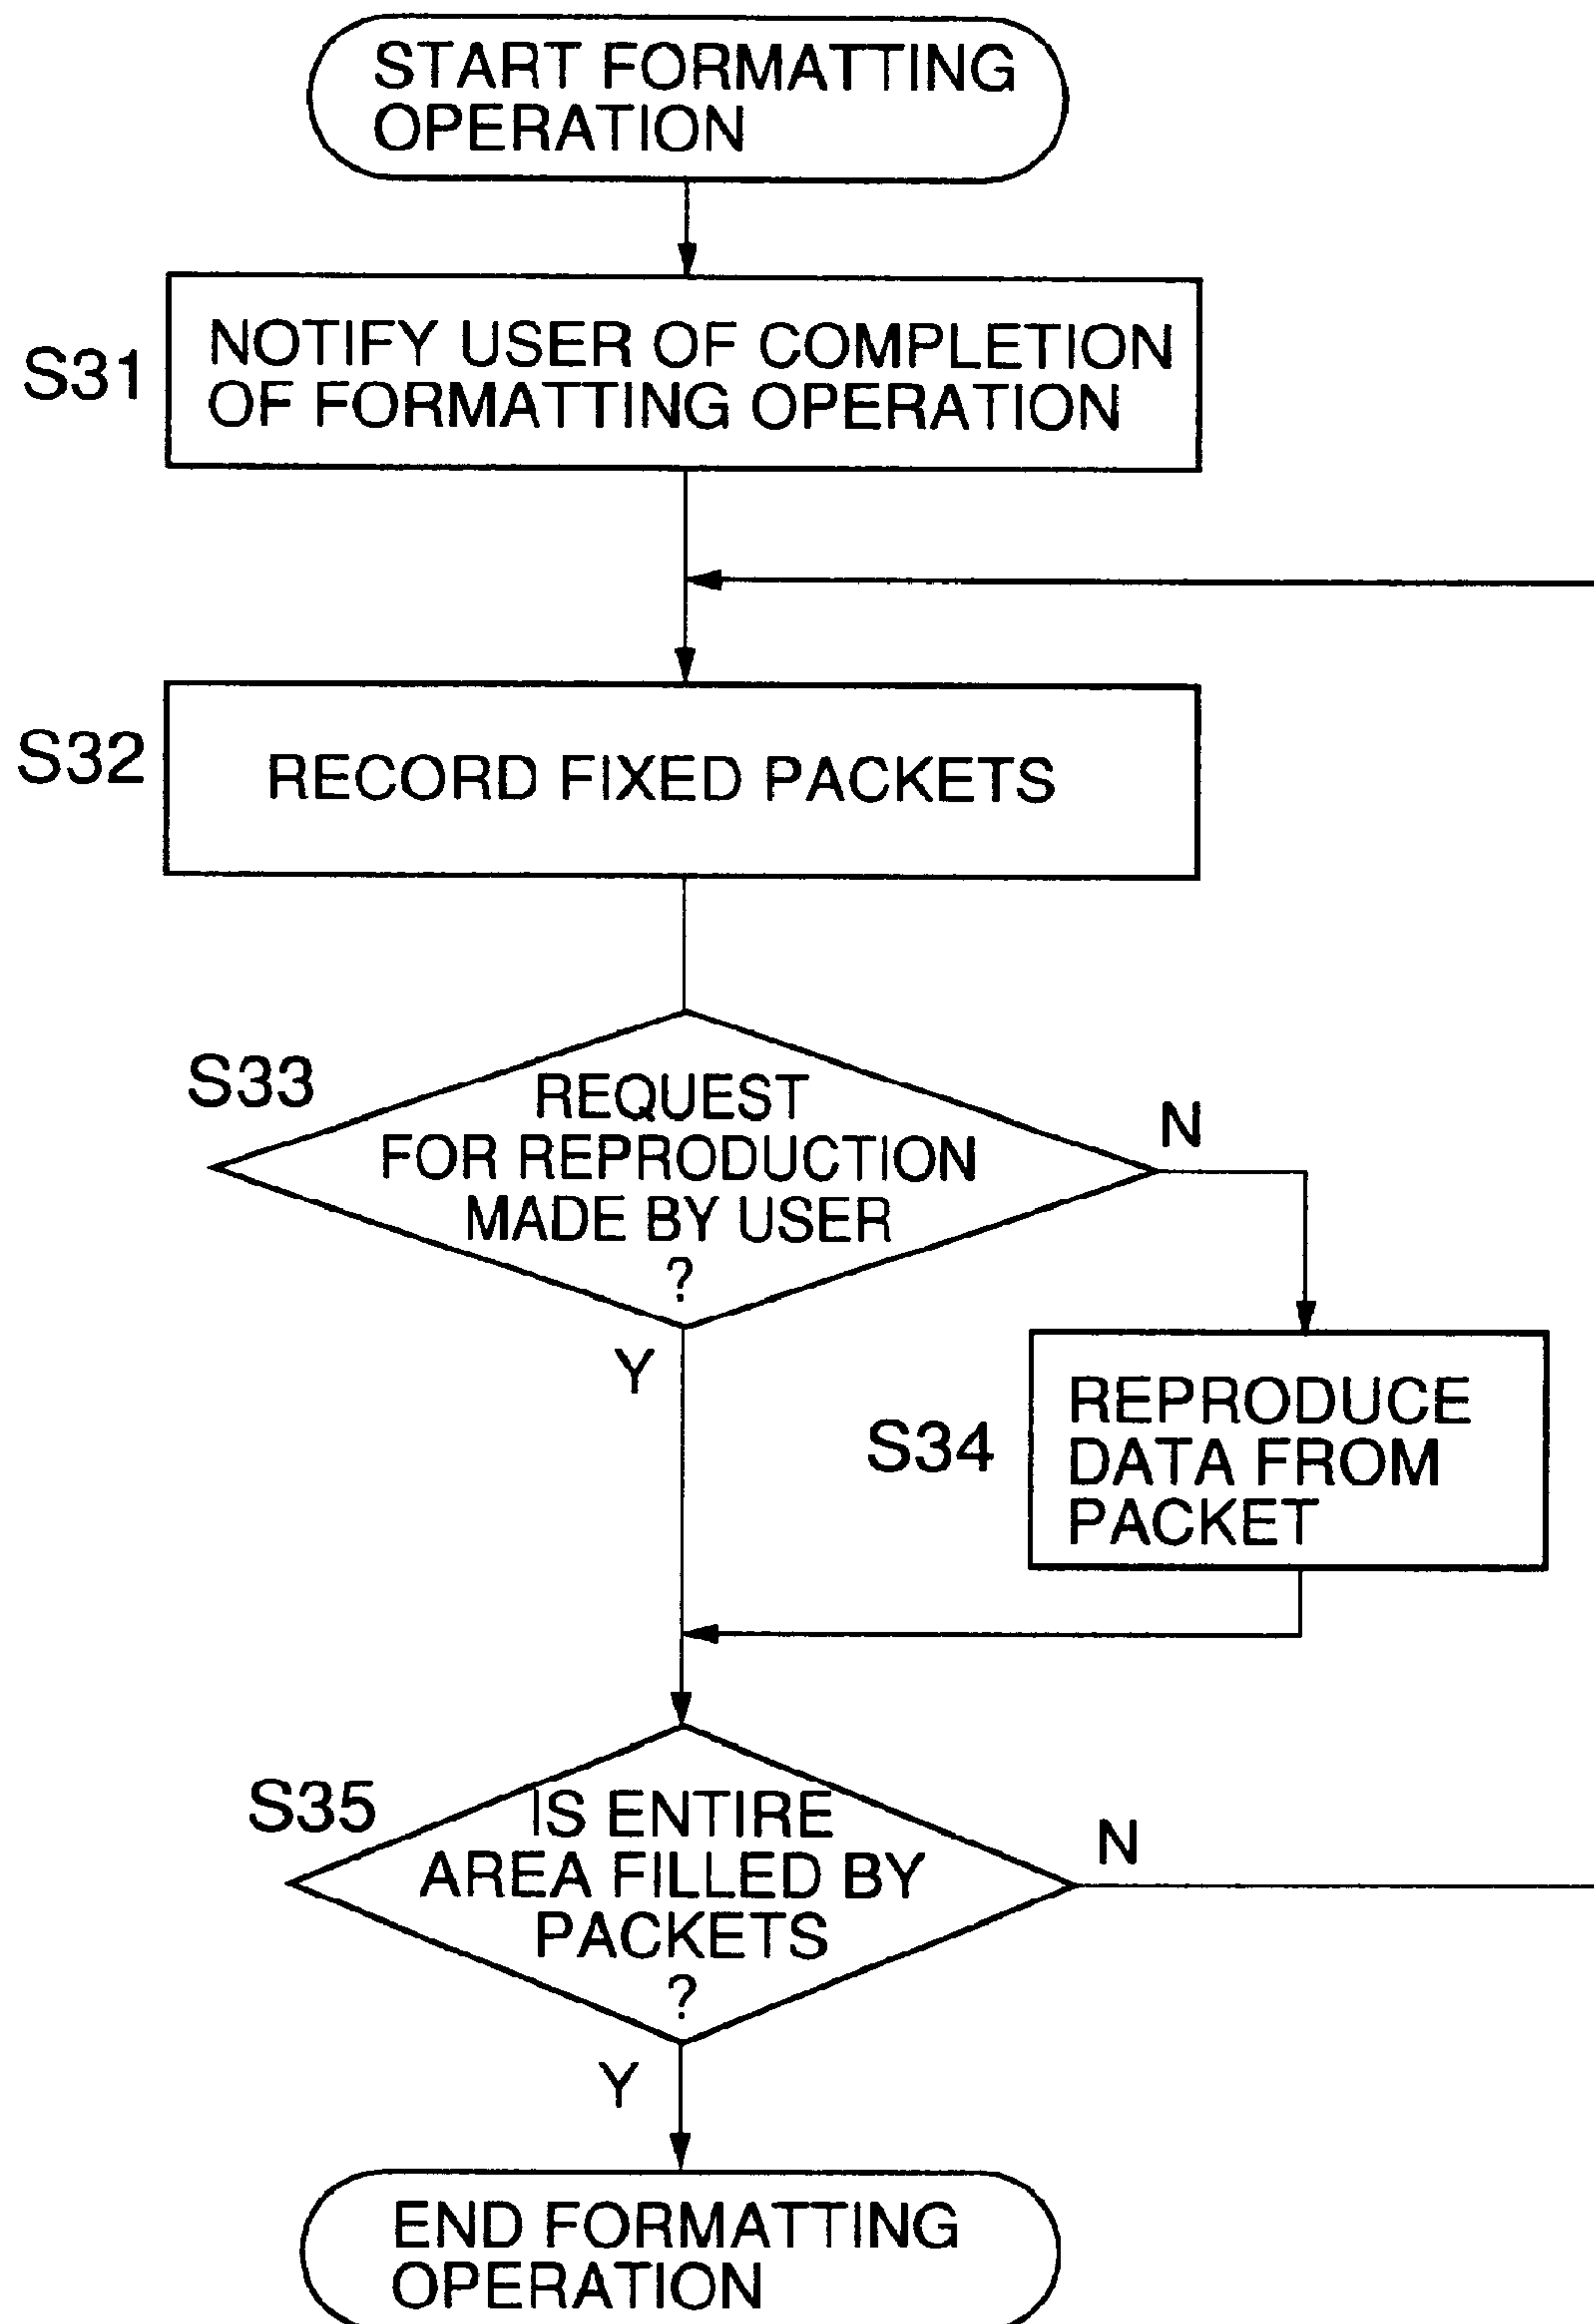 START FORMATTING
OPERATION
S31
NOTIFY USER OF COMPLETION
OF FORMATTING OPERATION
S32
RECORD FIXED PACKETS
S33
REQUEST
FOR REPRODUCTION
MADE BY USER
?
N
Y
S34
REPRODUCE
DATA FROM
PACKET
S35
IS ENTIRE
AREA FILLED BY
PACKETS
?
N
Y
END FORMATTING
OPERATION